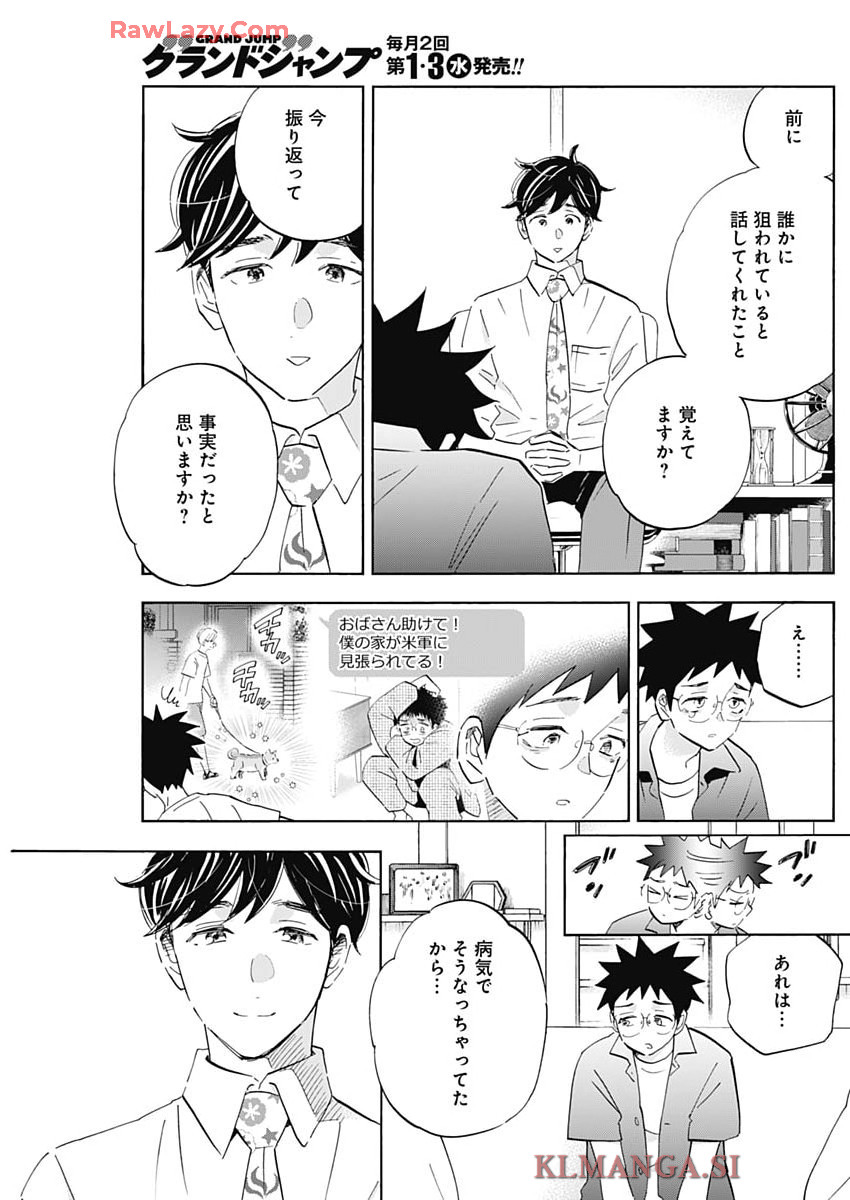 RawLazy.com
GRAND JUMP
グランドジャンプ
毎月2回
第1・3水発売!!
前に
誰かに
狙われていると
話してくれたこと
覚えて
ますか?
今
振り返って
事実だったと
思いますか?
え……
おばさん助けて!
僕の家が米軍に
見張られてる!
チラッ
チラッ
ブン
ブン
あれは…
病気で
そうなっちゃってた
から…
KLMANGA.SI